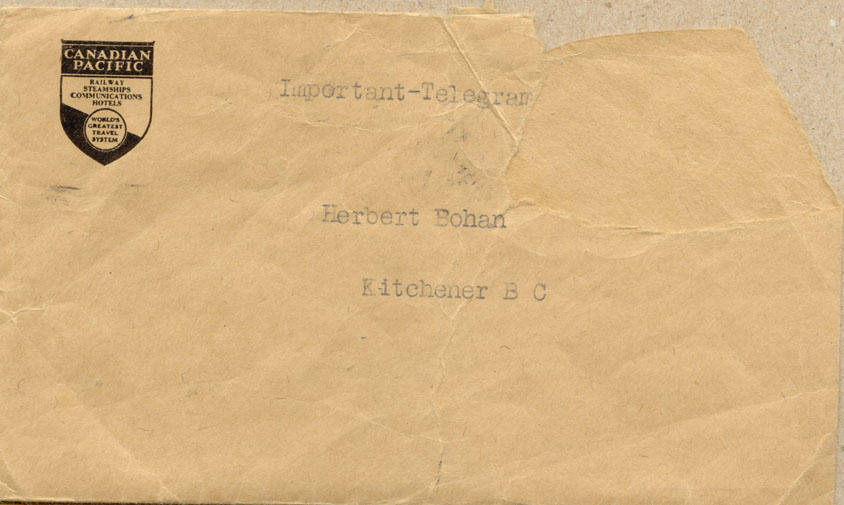 CANADIAN
PACIFIC
RAILWAY
STEAMSHIPS
COMMUNICATIONS
HOTELS
WORLD'S
GREATEST
TRAVEL
SYSTEM
Important-Telegram
Herbert Bohan
Kitchener B C